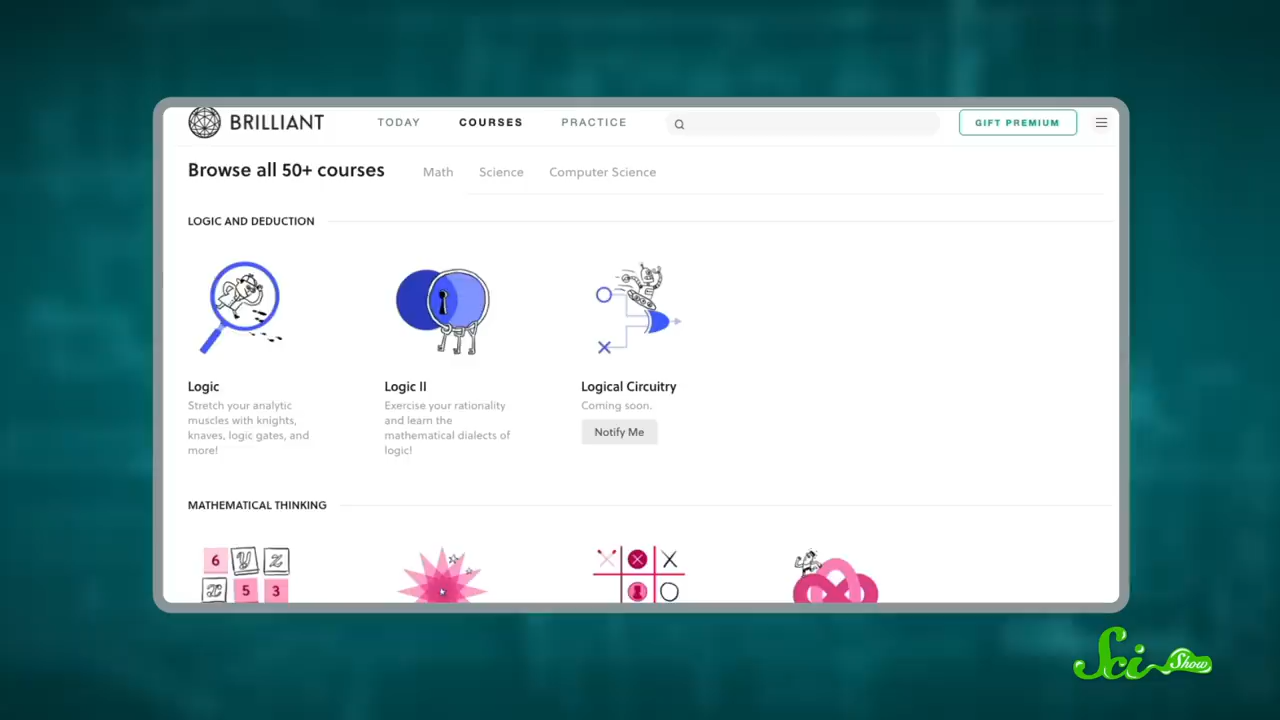 BRILLIANT
TODAY
COURSES
PRACTICE
GIFT PREMIUM
Browse all 50+ courses
Math
Science
Computer Science
LOGIC AND DEDUCTION
Logic
Stretch your analytic
muscles with knights,
knaves, logic gates, and
more!
Logic II
Exercise your rationality
and learn the
mathematical dialects of
logic!
Logical Circuitry
Coming soon.
Notify Me
MATHEMATICAL THINKING
6 y z
x 5 3
Sci Show